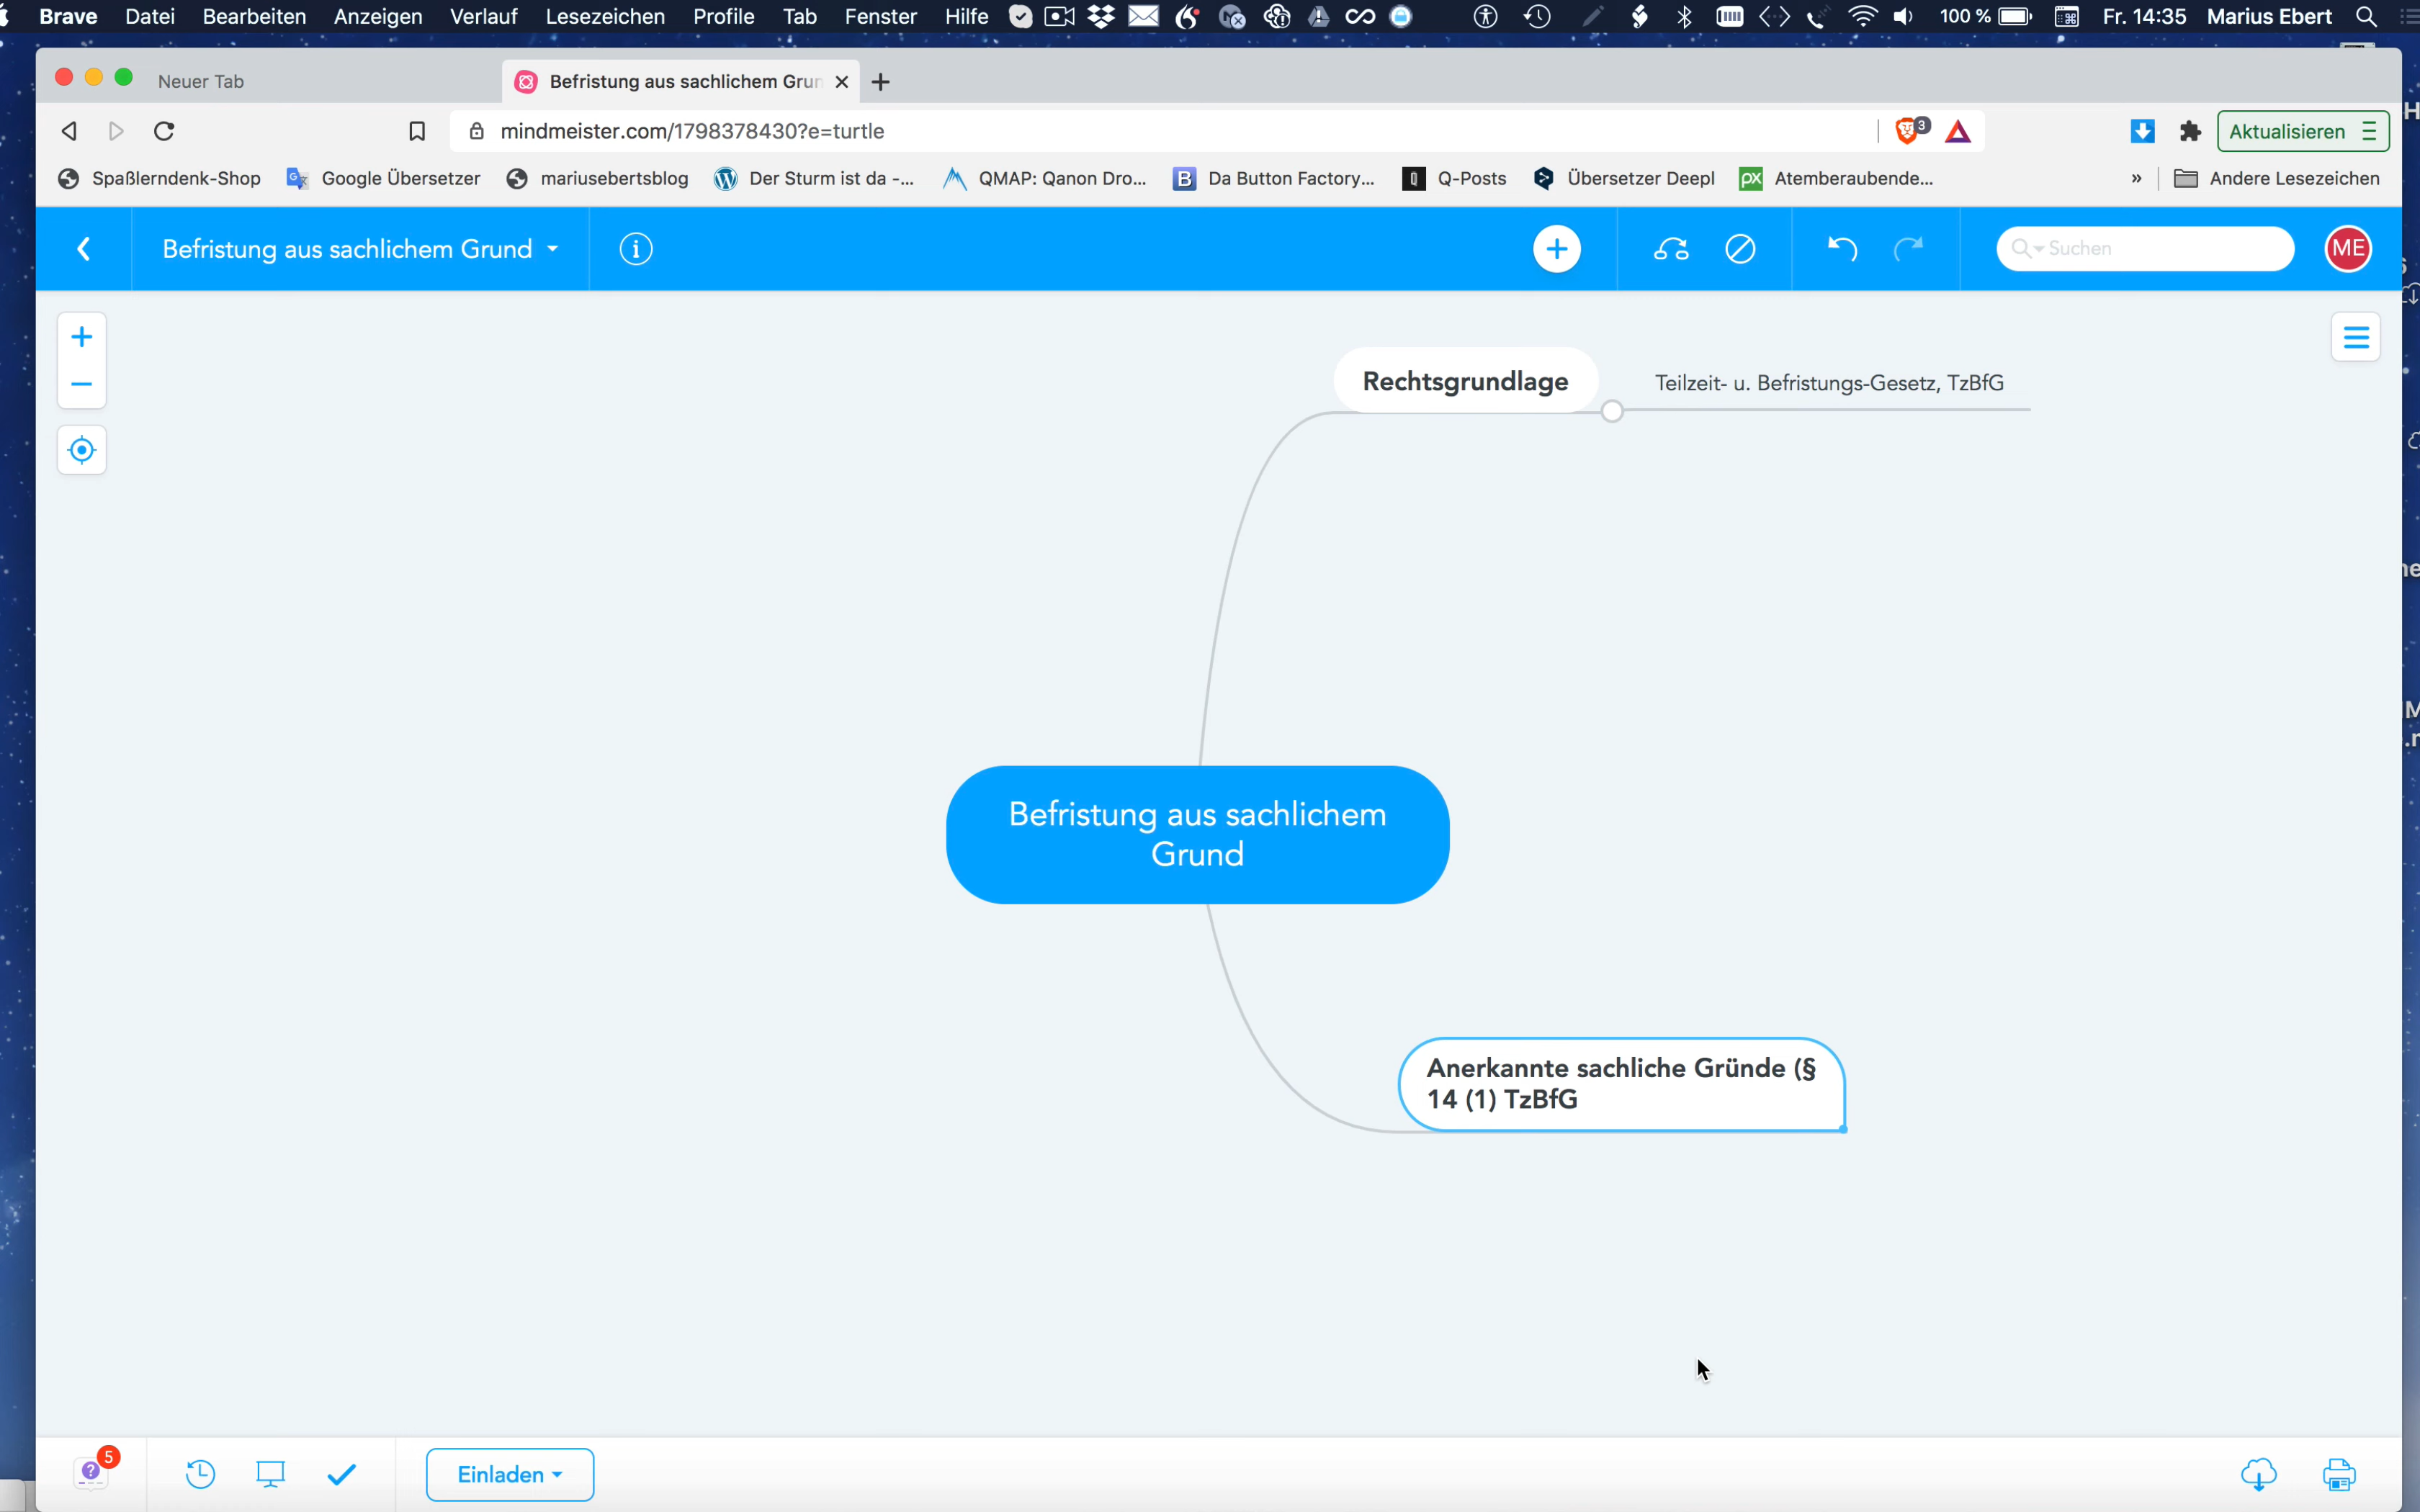 Brave Datei Bearbeiten Anzeigen Verlauf Lesezeichen Profile Tab Fenster Hilfe 100 % Fr. 14:35 Marius Ebert
Neuer Tab Befristung aus sachlichem Grun
mindmeister.com/1798378430?e=turtle 3 Aktualisieren
Spaßlerndenk-Shop Google Übersetzer mariusebertsblog Der Sturm ist da -... QMAP: Qanon Dro... B Da Button Factory... Q-Posts Übersetzer Deepl px Atemberaubende... » Andere Lesezeichen
Befristung aus sachlichem Grund Suchen ME
Rechtsgrundlage Teilzeit- u. Befristungs-Gesetz, TzBfG
Befristung aus sachlichem
Grund
Anerkannte sachliche Gründe (§
14 (1) TzBfG
5
Einladen